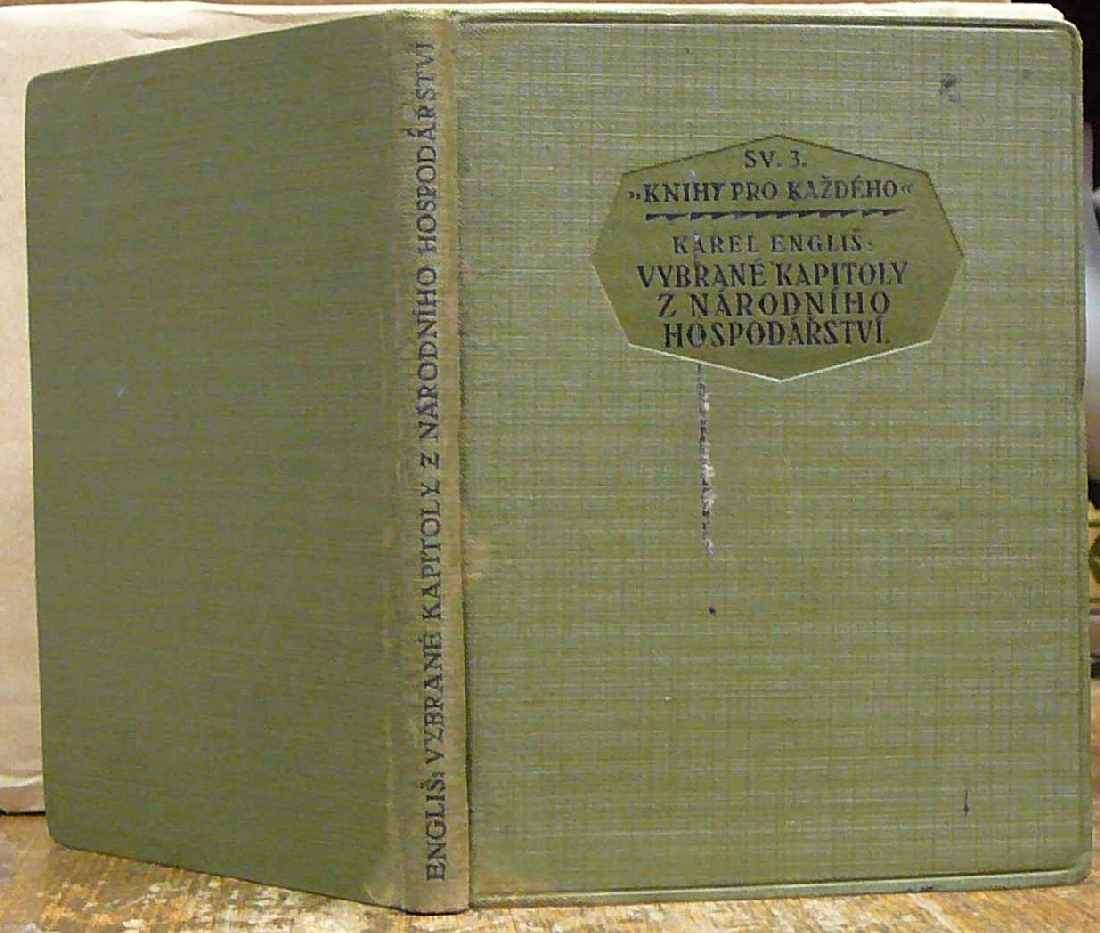 SV. 3.
„KNIHY PRO KAŽDÉHO“
KAREL ENGLIŠ:
VYBRANÉ KAPITOLY
Z NÁRODNÍHO
HOSPODÁŘSTVÍ.
ENGLIŠ: VYBRANÉ KAPITOLY Z NÁRODNÍHO HOSPODÁŘSTVÍ